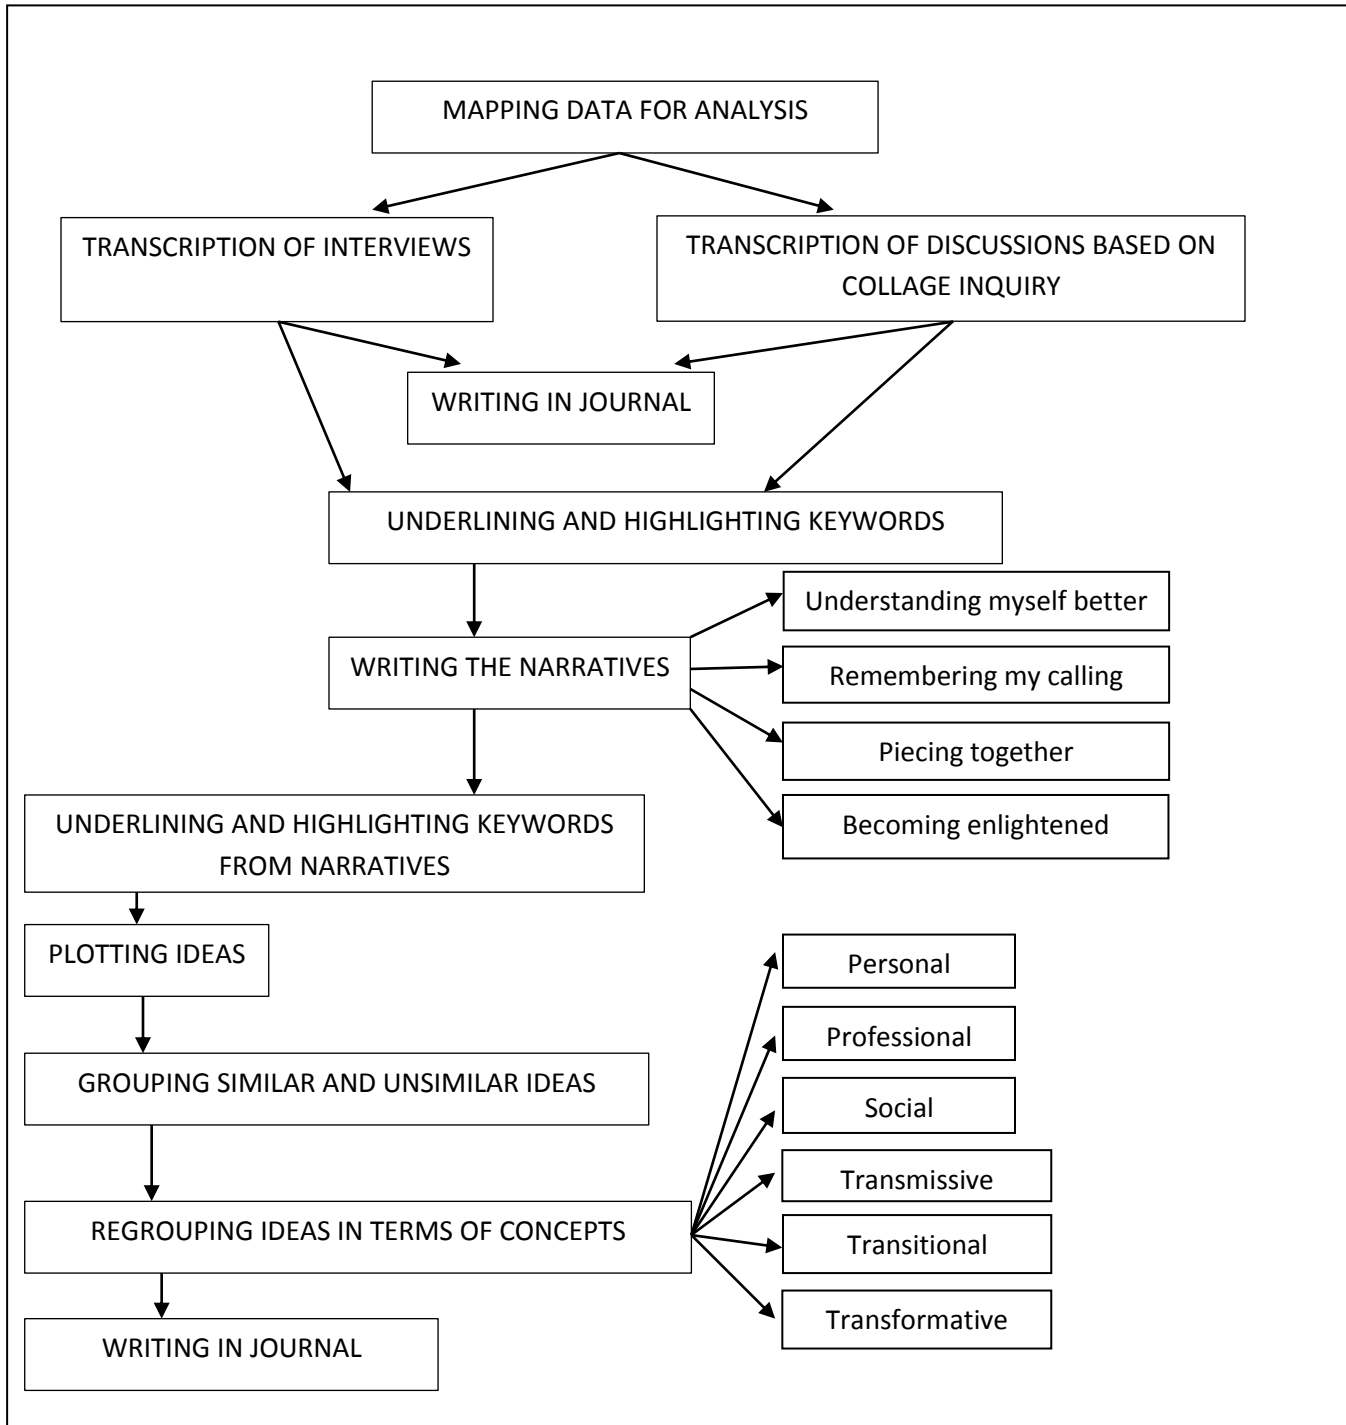 MAPPING DATA FOR ANALYSIS
TRANSCRIPTION OF INTERVIEWS
TRANSCRIPTION OF DISCUSSIONS BASED ON
COLLAGE INQUIRY
WRITING IN JOURNAL
UNDERLINING AND HIGHLIGHTING KEYWORDS
WRITING THE NARRATIVES
Understanding myself better
Remembering my calling
Piecing together
Becoming enlightened
UNDERLINING AND HIGHLIGHTING KEYWORDS
FROM NARRATIVES
PLOTTING IDEAS
GROUPING SIMILAR AND UNSIMILAR IDEAS
REGROUPING IDEAS IN TERMS OF CONCEPTS
Personal
Professional
Social
Transmissive
Transitional
Transformative
WRITING IN JOURNAL